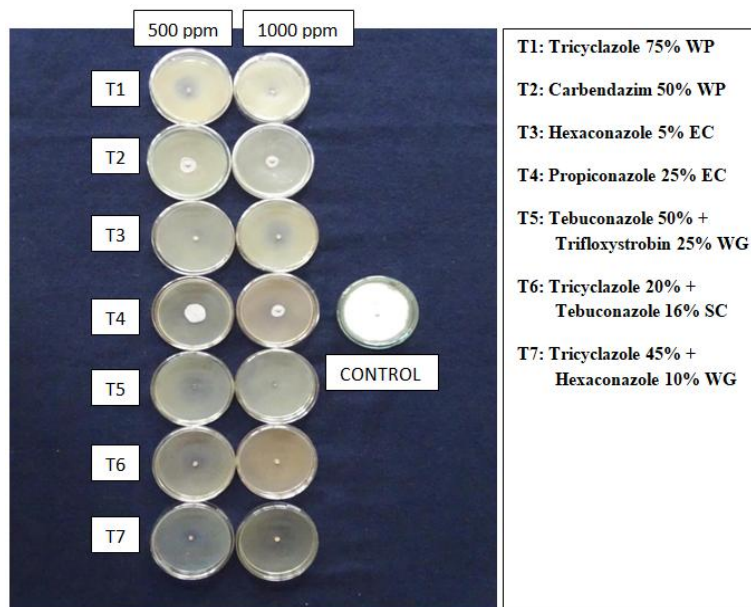 500 ppm
1000 ppm
T1
T2
T3
T4
CONTROL
T5
T6
T7
T1: Tricyclazole 75% WP
T2: Carbendazim 50% WP
T3: Hexaconazole 5% EC
T4: Propiconazole 25% EC
T5: Tebuconazole 50% +
Trifloxystrobin 25% WG
T6: Tricyclazole 20% +
Tebuconazole 16% SC
T7: Tricyclazole 45% +
Hexaconazole 10% WG